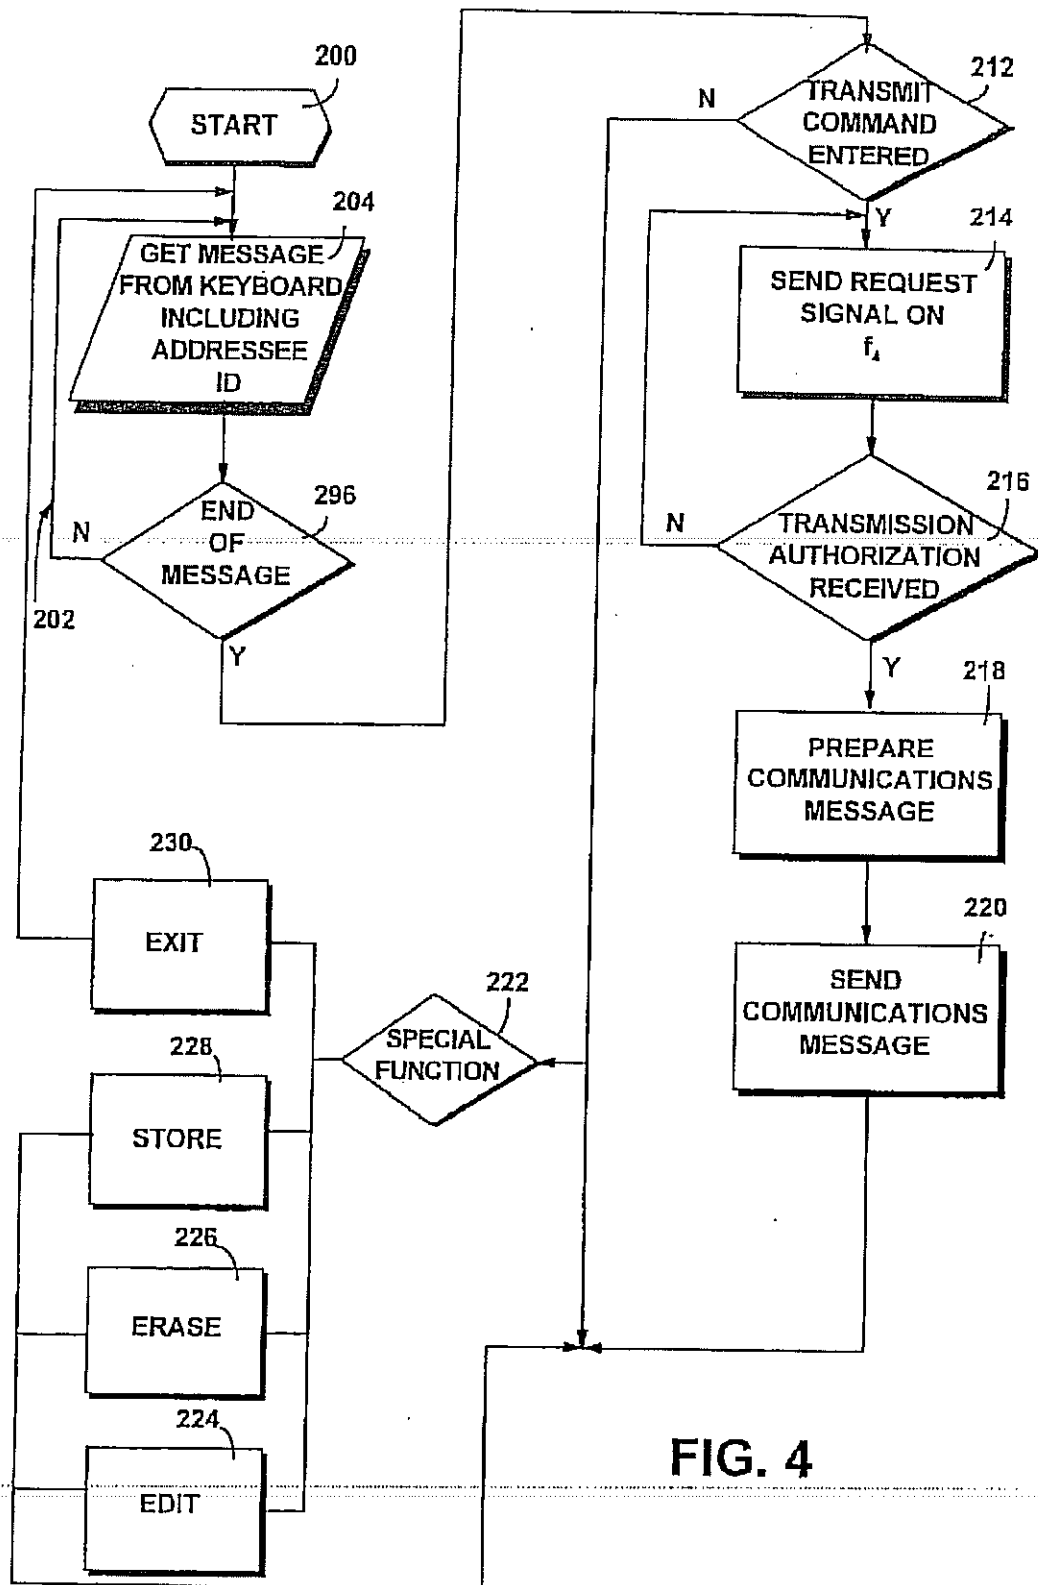 200
START
204
GET MESSAGE
FROM KEYBOARD
INCLUDING
ADDRESSEE
ID
296
END
OF
MESSAGE
N
Y
202
212
TRANSMIT
COMMAND
ENTERED
N
Y
214
SEND REQUEST
SIGNAL ON
f₄
216
TRANSMISSION
AUTHORIZATION
RECEIVED
N
Y
218
PREPARE
COMMUNICATIONS
MESSAGE
220
SEND
COMMUNICATIONS
MESSAGE
222
SPECIAL
FUNCTION
230
EXIT
228
STORE
226
ERASE
224
EDIT
FIG. 4